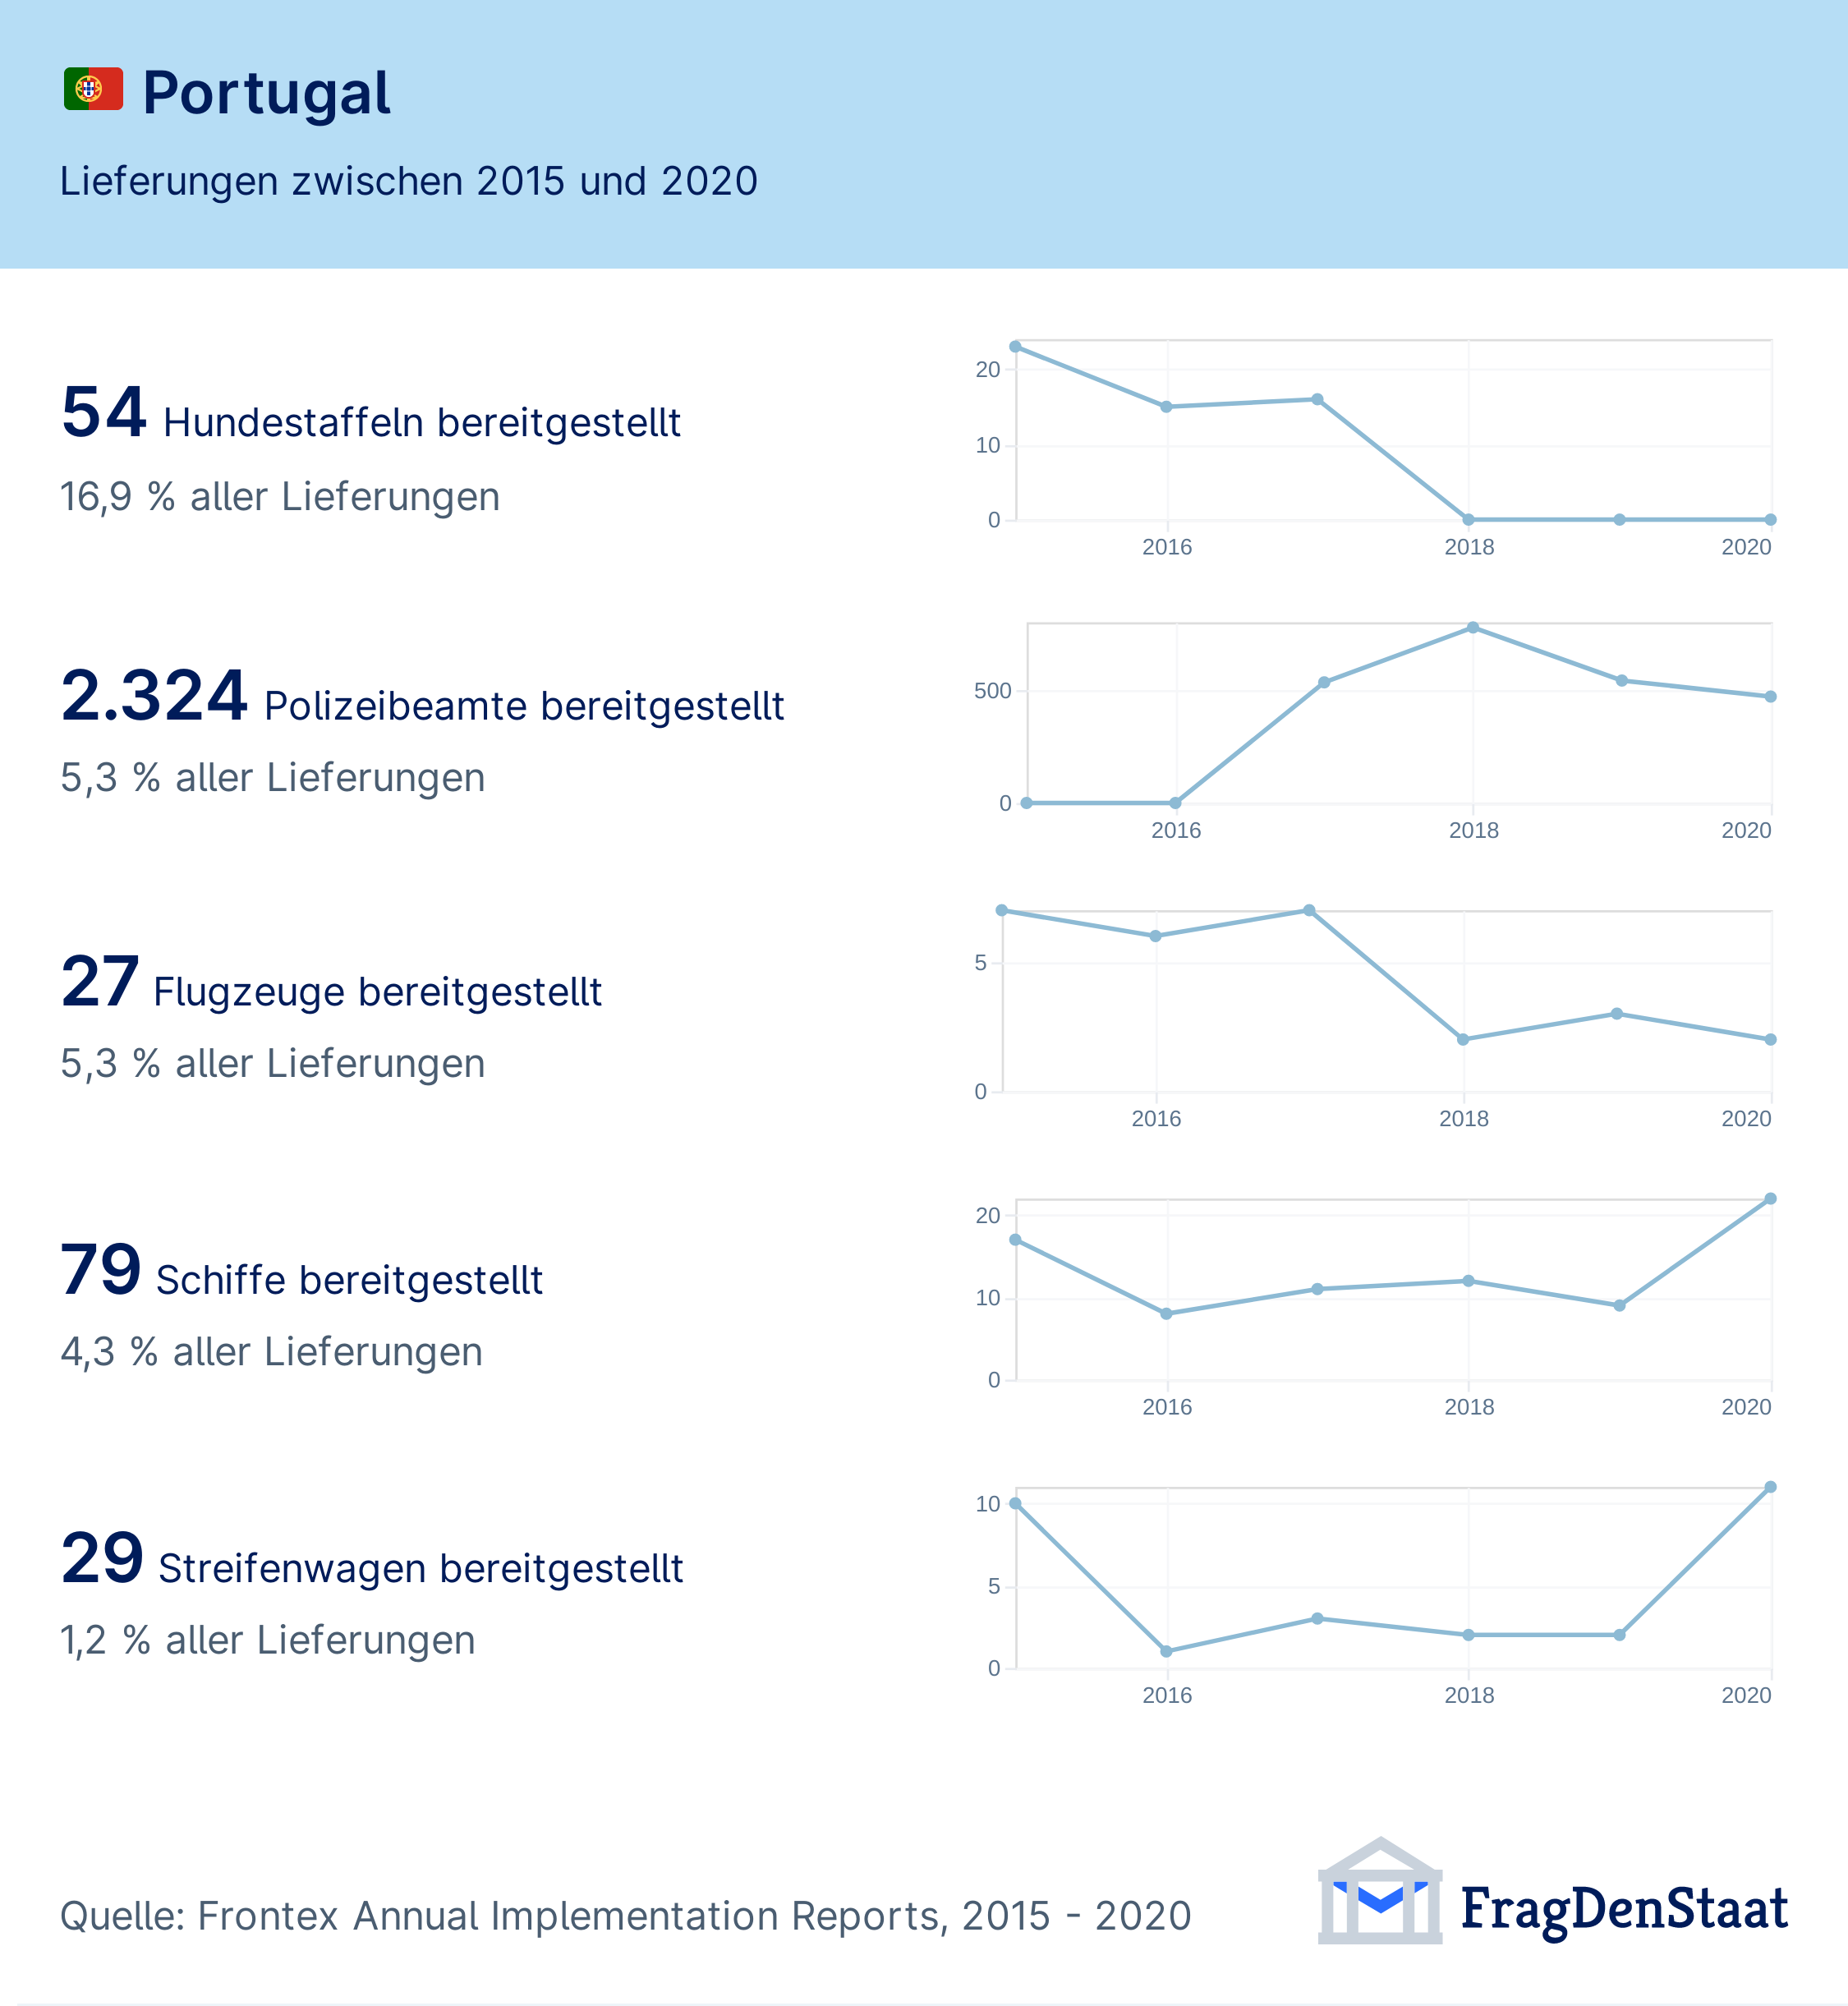 Portugal
Lieferungen zwischen 2015 und 2020
54 Hundestaffeln bereitgestellt
16,9 % aller Lieferungen
20
10
0
2016 2018 2020
2.324 Polizeibeamte bereitgestellt
5,3 % aller Lieferungen
500
0
2016 2018 2020
27 Flugzeuge bereitgestellt
5,3 % aller Lieferungen
5
0
2016 2018 2020
79 Schiffe bereitgestellt
4,3 % aller Lieferungen
20
10
0
2016 2018 2020
29 Streifenwagen bereitgestellt
1,2 % aller Lieferungen
10
5
0
2016 2018 2020
Quelle: Frontex Annual Implementation Reports, 2015 - 2020
FragDenStaat